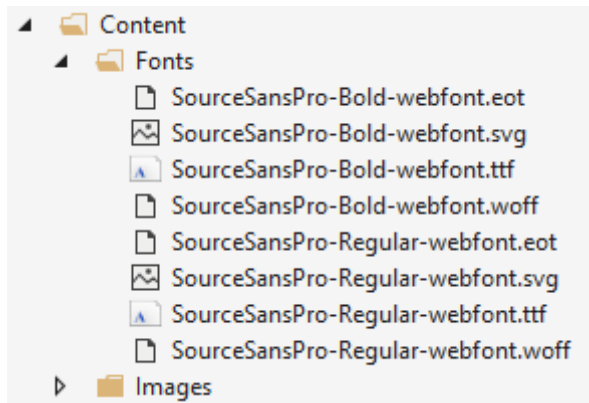 Content
Fonts
SourceSansPro-Bold-webfont.eot
SourceSansPro-Bold-webfont.svg
SourceSansPro-Bold-webfont.ttf
SourceSansPro-Bold-webfont.woff
SourceSansPro-Regular-webfont.eot
SourceSansPro-Regular-webfont.svg
SourceSansPro-Regular-webfont.ttf
SourceSansPro-Regular-webfont.woff
Images